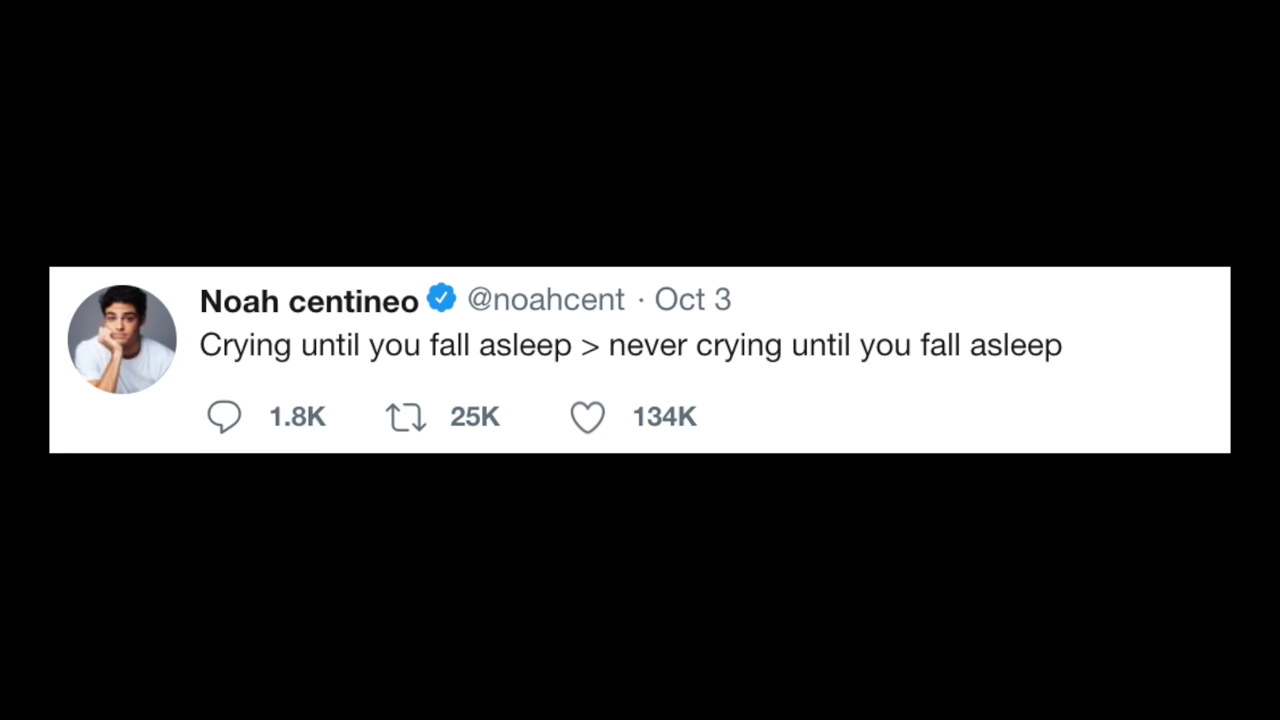 Noah centineo @noahcent · Oct 3
Crying until you fall asleep > never crying until you fall asleep
1.8K 25K 134K